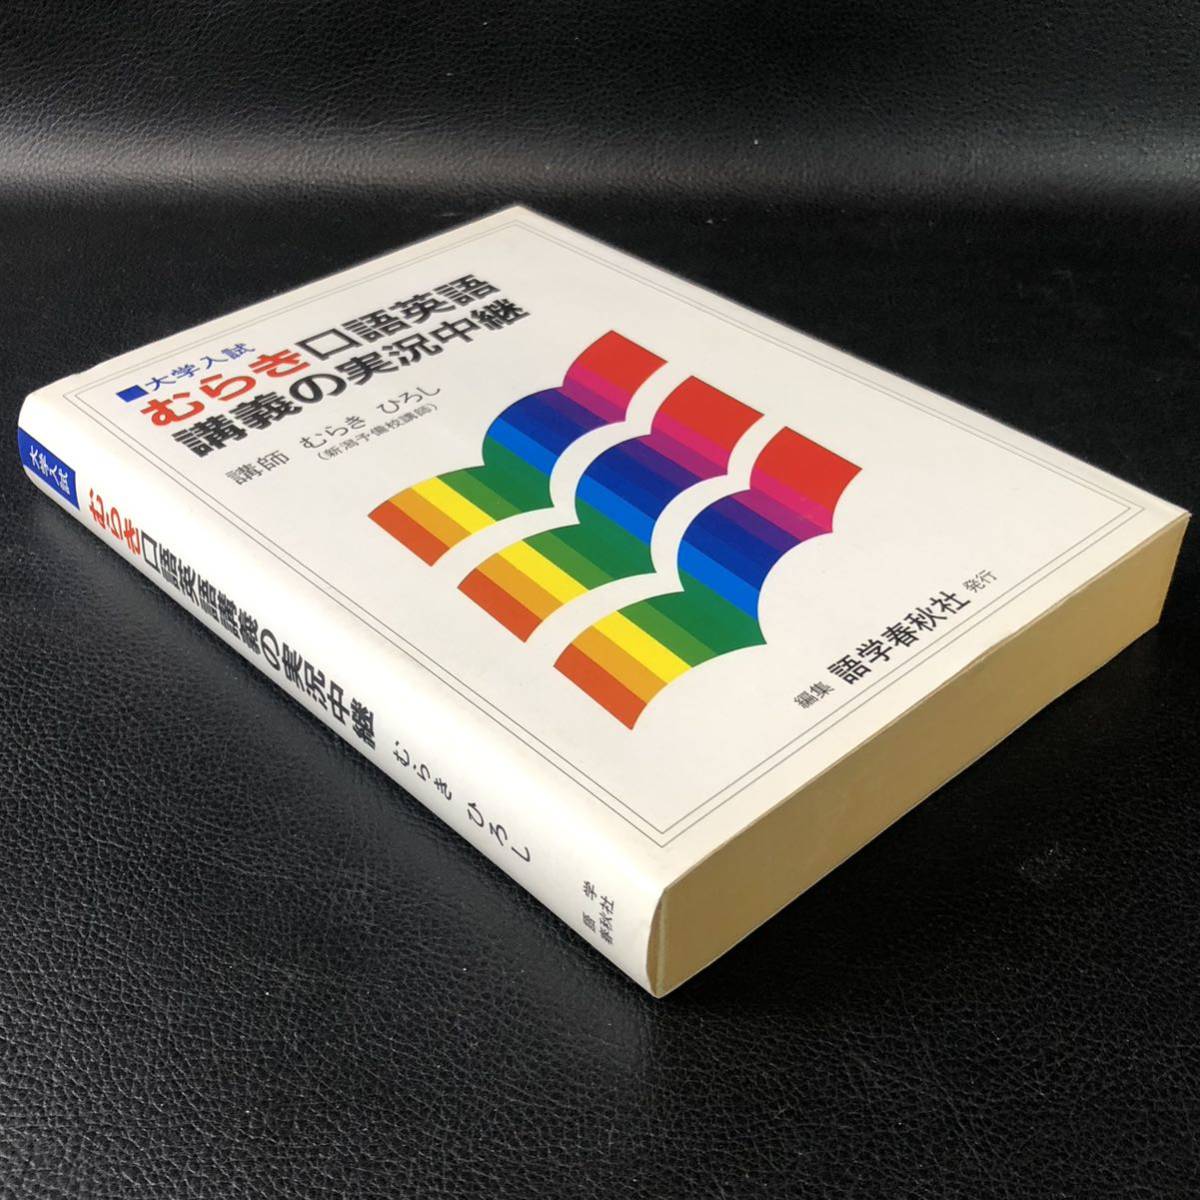 ■大学入試
むらき口語英語
講義の実況中継
講師 むらき ひろし
(新潟予備校講師)
編集 語学春秋社 発行
大学入試 むらき口語英語講義の実況中継 むらき ひろし 語学春秋社